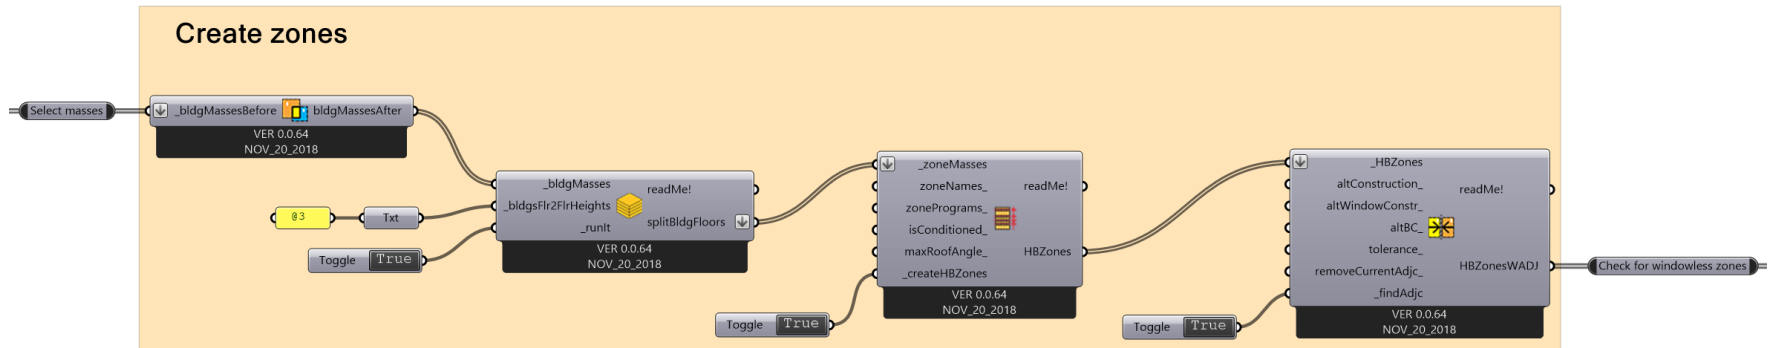 Create zones
Select masses
_bldgMassesBefore bldgMassesAfter
VER 0.0.64
NOV_20_2018
@3
Txt
Toggle True
_bldgMasses
_bldgsFlr2FlrHeights
_runIt
readMe!
splitBldgFloors
VER 0.0.64
NOV_20_2018
Toggle True
_zoneMasses
zoneNames_
zonePrograms_
isConditioned_
maxRoofAngle_
_createHBZones
readMe!
HBZones
VER 0.0.64
NOV_20_2018
Toggle True
_HBZones
altConstruction_
altWindowConstr_
altBC_
tolerance_
removeCurrentAdjc_
_findAdjc
readMe!
HBZonesWADJ
VER 0.0.64
NOV_20_2018
Check for windowless zones